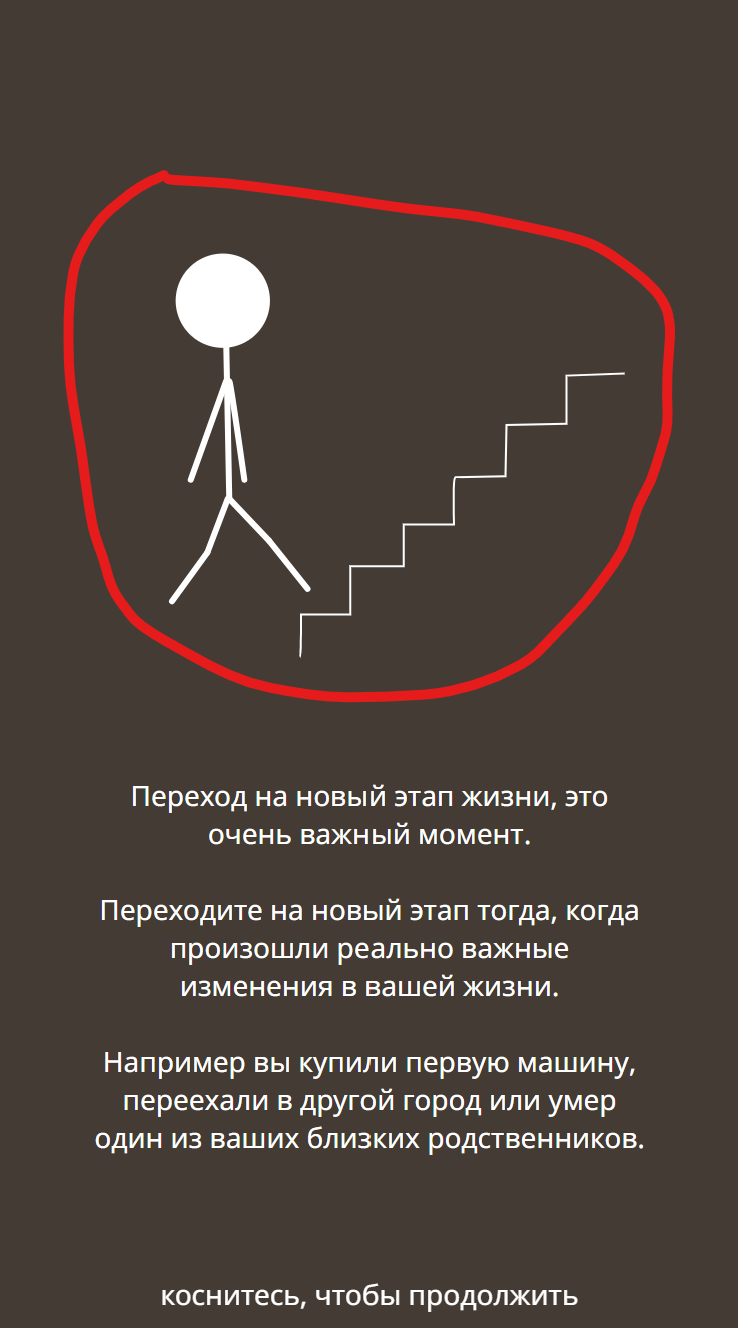 Переход на новый этап жизни, это
очень важный момент.
Переходите на новый этап тогда, когда
произошли реально важные
изменения в вашей жизни.
Например вы купили первую машину,
переехали в другой город или умер
один из ваших близких родственников.
коснитесь, чтобы продолжить